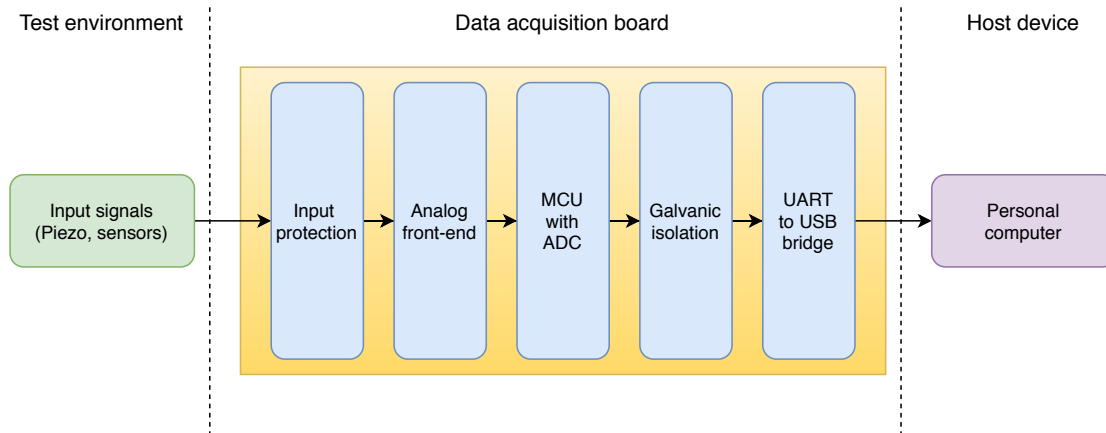 Test environment
Data acquisition board
Host device
Input signals
(Piezo, sensors)
Input
protection
Analog
front-end
MCU
with
ADC
Galvanic
isolation
UART
to USB
bridge
Personal
computer